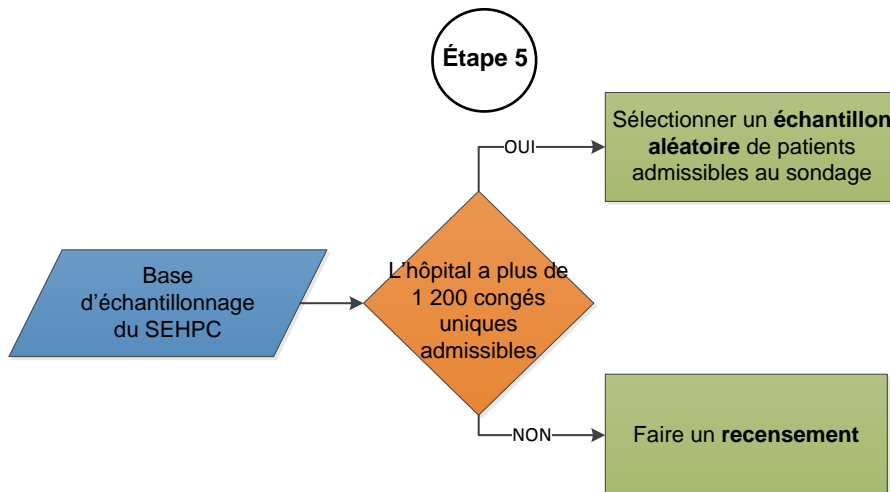 Étape 5
Sélectionner un échantillon
aléatoire de patients
admissibles au sondage
OUI
Base
d'échantillonnage
du SEHPC
L'hôpital a plus de
1 200 congés
uniques
admissibles
NON
Faire un recensement